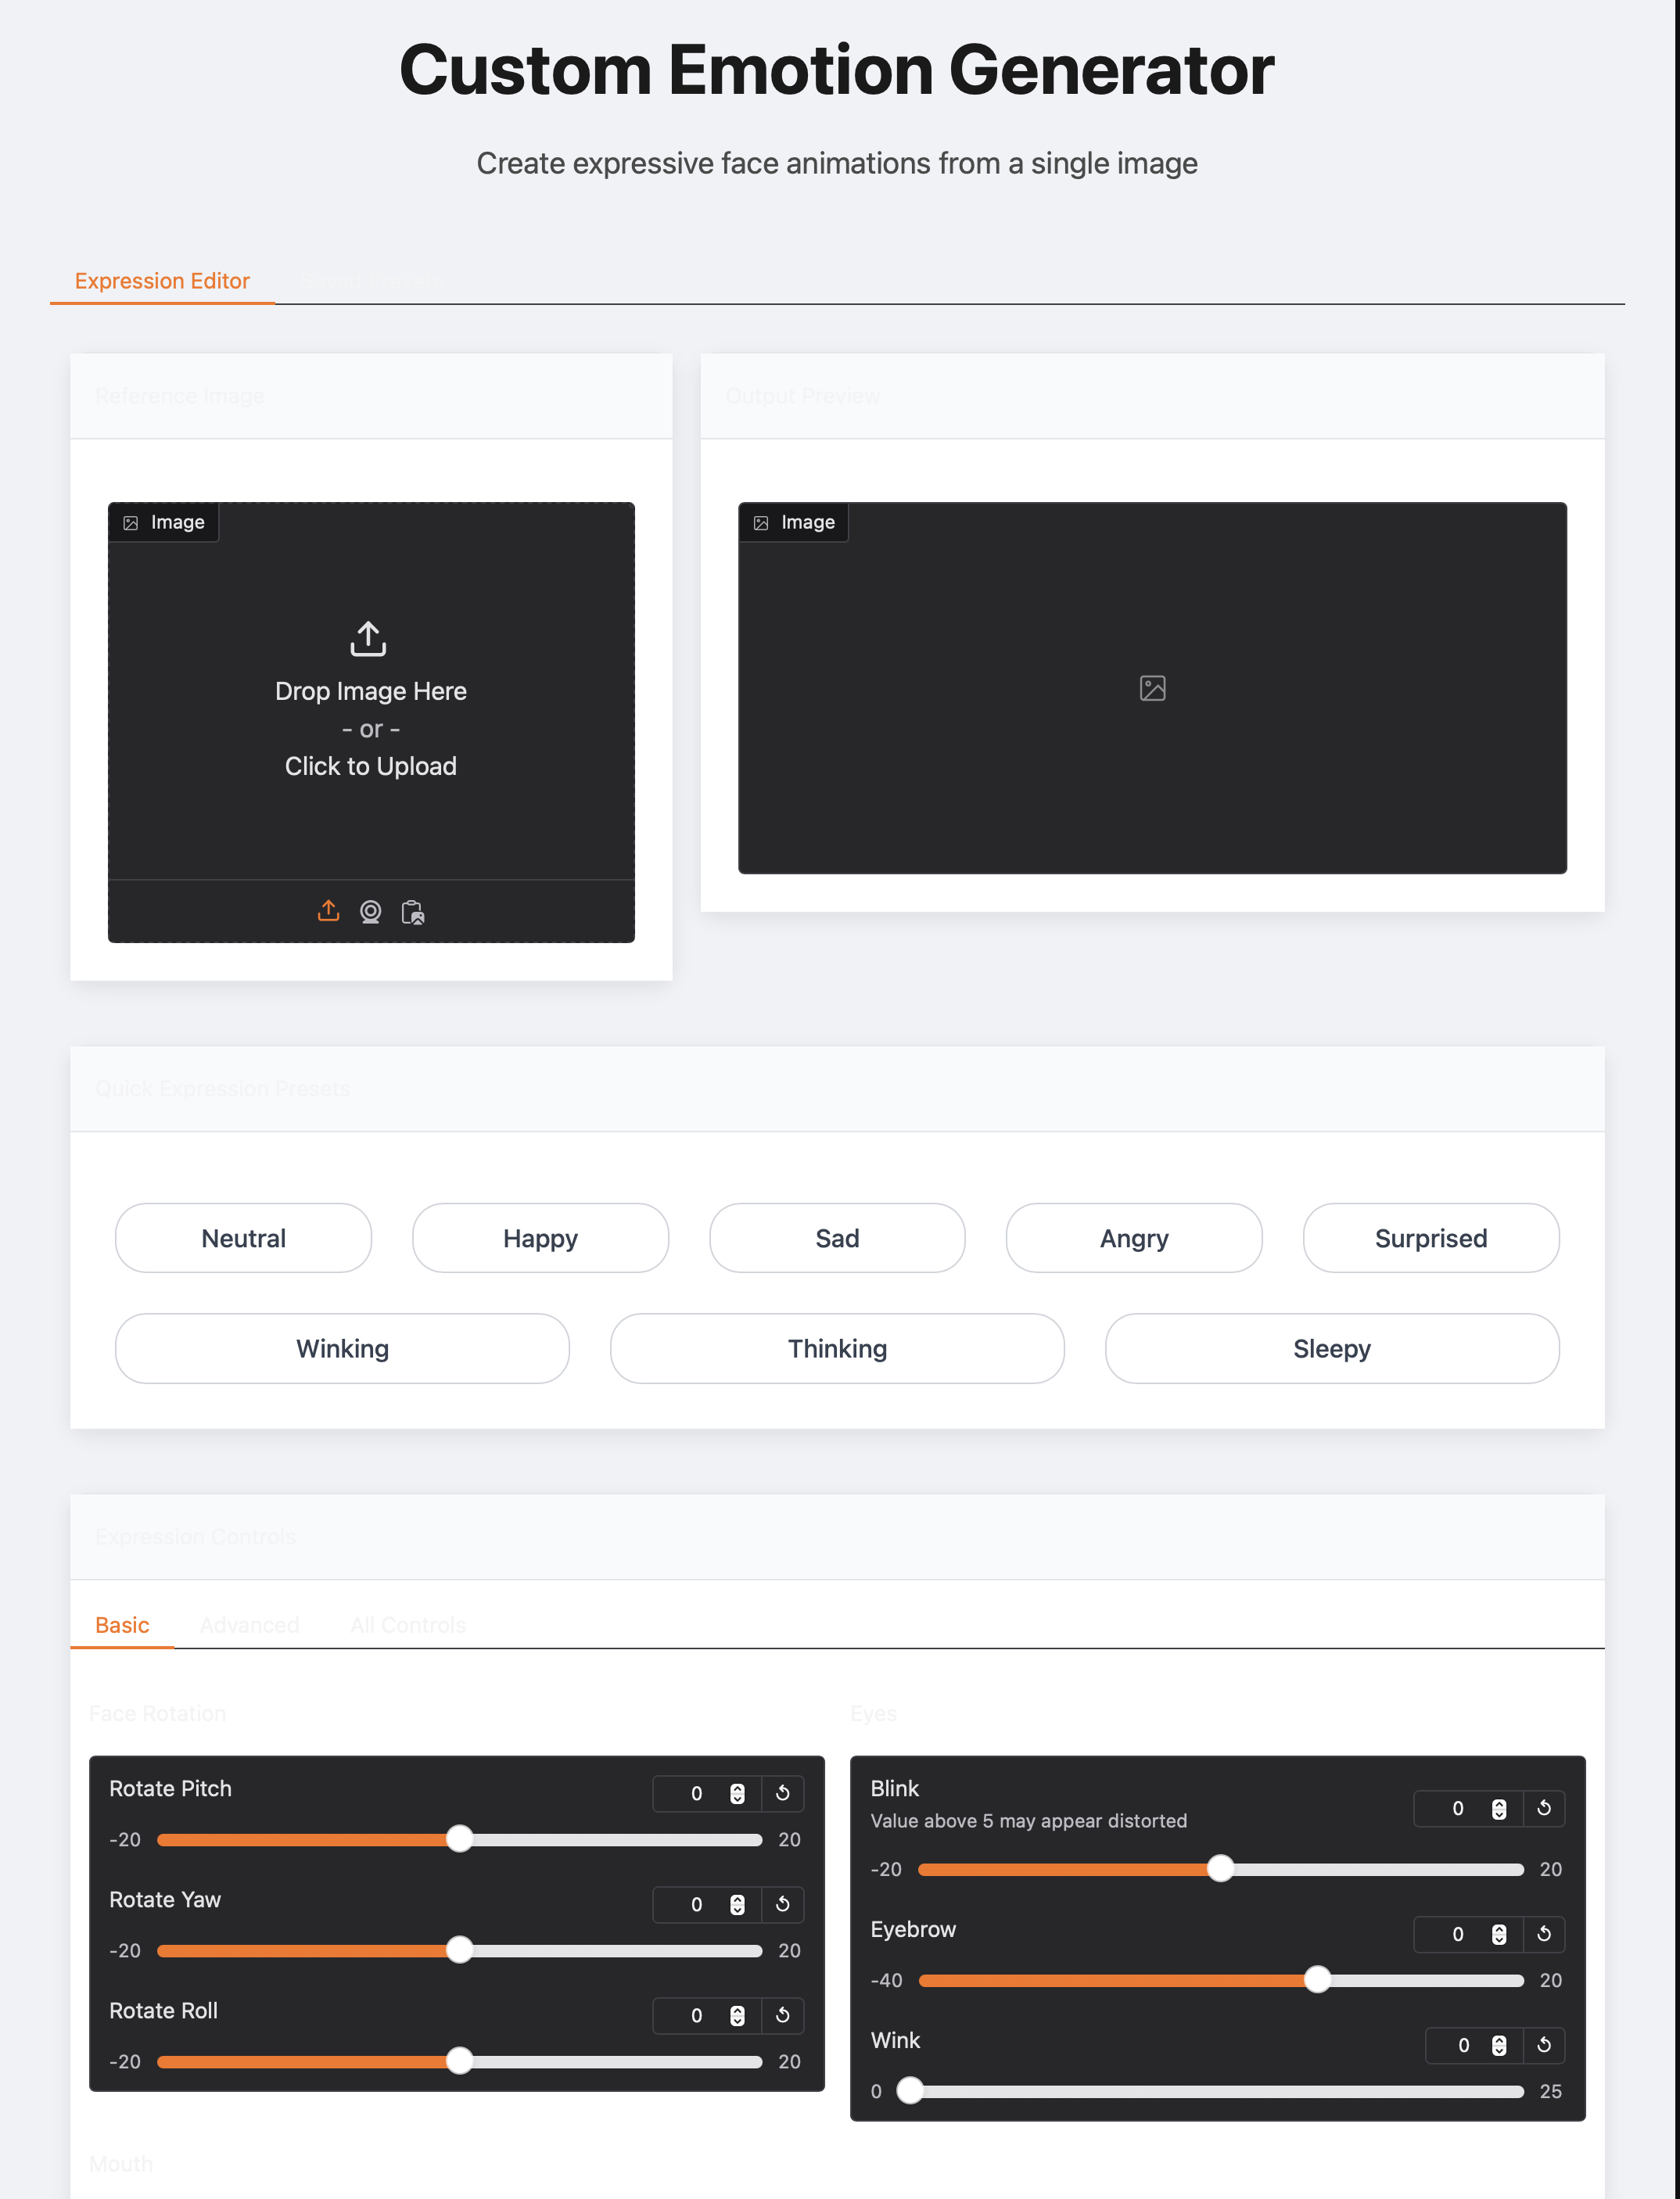 Custom Emotion Generator
Create expressive face animations from a single image
Expression Editor Saved Presets
Reference Image
Image
Drop Image Here
- or -
Click to Upload
Output Preview
Image
Quick Expression Presets
Neutral Happy Sad Angry Surprised
Winking Thinking Sleepy
Expression Controls
Basic Advanced All Controls
Face Rotation
Rotate Pitch 0
-20 20
Rotate Yaw 0
-20 20
Rotate Roll 0
-20 20
Eyes
Blink 0
Value above 5 may appear distorted
-20 20
Eyebrow 0
-40 20
Wink 0
0 25
Mouth